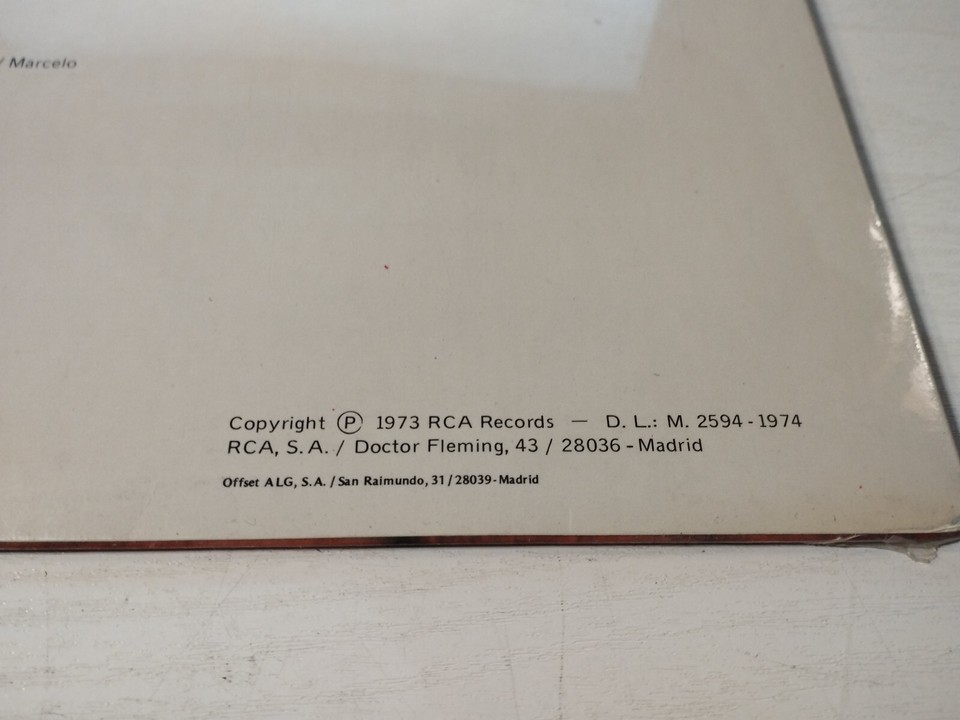 / Marcelo
Copyright Ⓟ 1973 RCA Records — D. L.: M. 2594 - 1974
RCA, S. A. / Doctor Fleming, 43 / 28036 - Madrid
Offset ALG, S.A. / San Raimundo, 31 / 28039 - Madrid